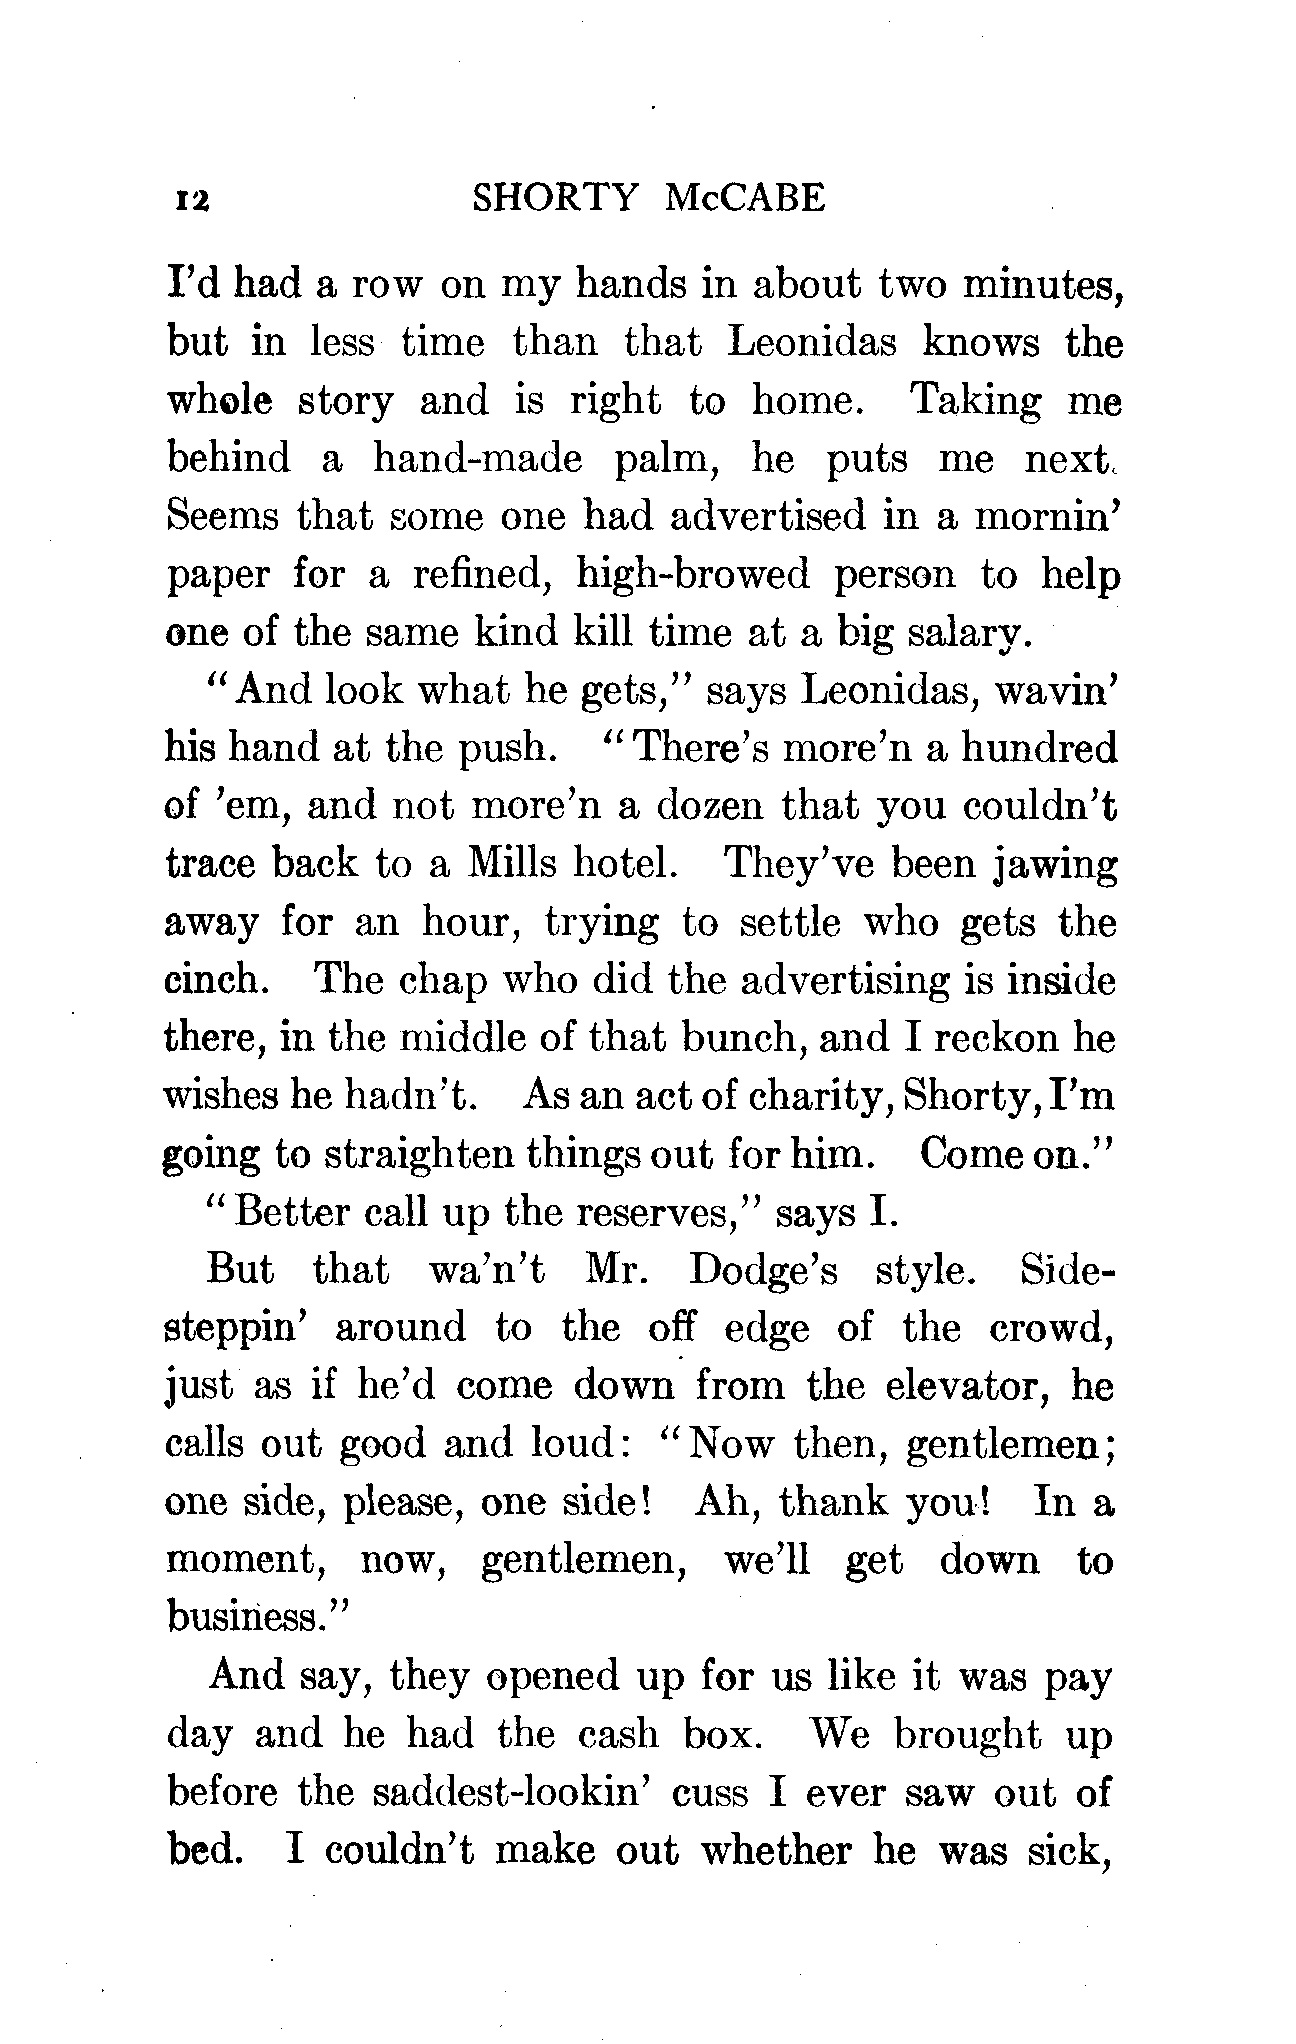 12 SHORTY McCABE
I'd had a row on my hands in about two minutes,
but in less time than that Leonidas knows the
whole story and is right to home. Taking me
behind a hand-made palm, he puts me next.
Seems that some one had advertised in a mornin'
paper for a refined, high-browed person to help
one of the same kind kill time at a big salary.
"And look what he gets," says Leonidas, wavin'
his hand at the push. "There's more'n a hundred
of 'em, and not more'n a dozen that you couldn't
trace back to a Mills hotel. They've been jawing
away for an hour, trying to settle who gets the
cinch. The chap who did the advertising is inside
there, in the middle of that bunch, and I reckon he
wishes he hadn't. As an act of charity, Shorty, I'm
going to straighten things out for him. Come on."
"Better call up the reserves," says I.
But that wa'n't Mr. Dodge's style. Side-
steppin' around to the off edge of the crowd,
just as if he'd come down from the elevator, he
calls out good and loud: "Now then, gentlemen;
one side, please, one side! Ah, thank you! In a
moment, now, gentlemen, we'll get down to
business."
And say, they opened up for us like it was pay
day and he had the cash box. We brought up
before the saddest-lookin' cuss I ever saw out of
bed. I couldn't make out whether he was sick,